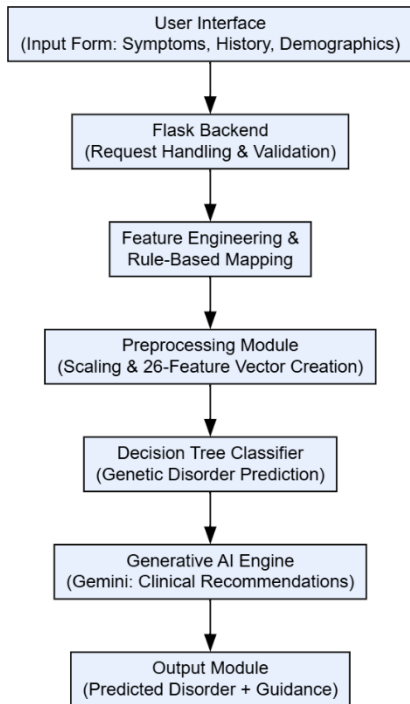 User Interface
(Input Form: Symptoms, History, Demographics)
Flask Backend
(Request Handling & Validation)
Feature Engineering &
Rule-Based Mapping
Preprocessing Module
(Scaling & 26-Feature Vector Creation)
Decision Tree Classifier
(Genetic Disorder Prediction)
Generative AI Engine
(Gemini: Clinical Recommendations)
Output Module
(Predicted Disorder + Guidance)